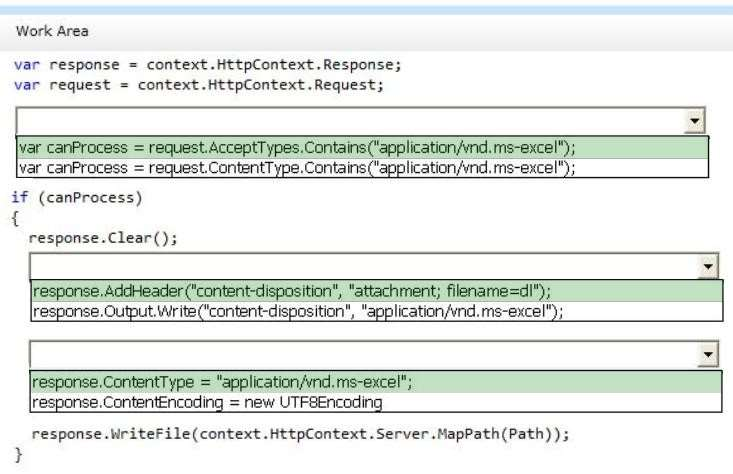 Work Area
var response = context.HttpContext.Response;
var request = context.HttpContext.Request;
var canProcess = request.AcceptTypes.Contains("application/vnd.ms-excel");
var canProcess = request.ContentType.Contains("application/vnd.ms-excel");
if (canProcess)
{
response.Clear();
response.AddHeader("content-disposition", "attachment; filename=dl");
response.Output.Write("content-disposition", "application/vnd.ms-excel");
response.ContentType = "application/vnd.ms-excel";
response.ContentEncoding = new UTF8Encoding
response.WriteFile(context.HttpContext.Server.MapPath(Path));
}